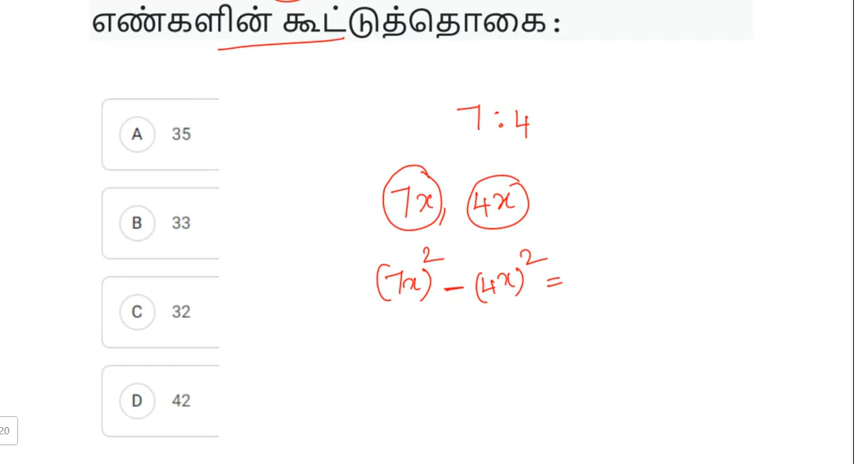 எண்களின் கூட்டுத்தொகை:
7:4
A 35
7x, 4x
B 33
(7x)² - (4x)² =
C 32
D 42
20